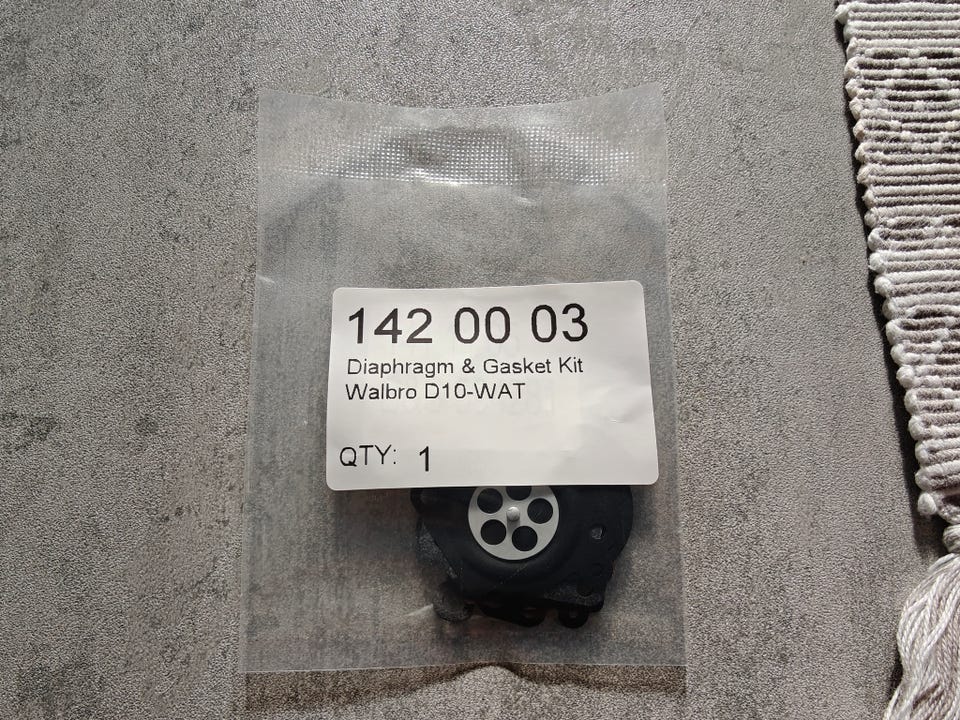 142 00 03
Diaphragm & Gasket Kit
Walbro D10-WAT
QTY: 1